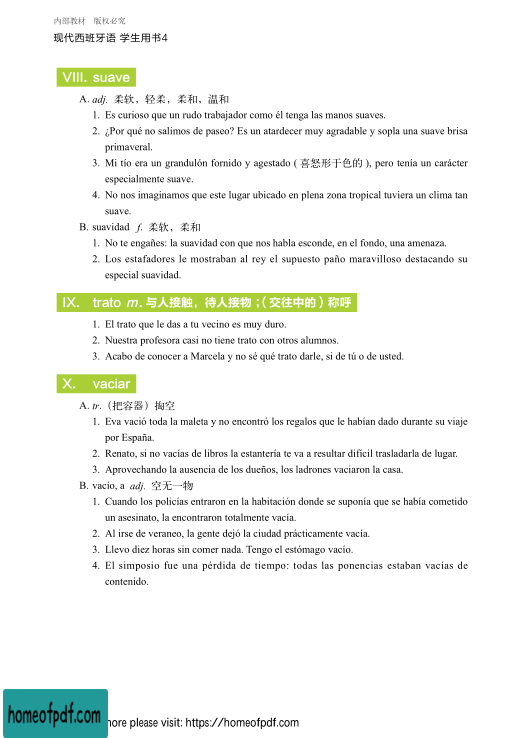 内部教材 版权必究
现代西班牙语 学生用书4
VIII. suave
A. adj. 柔软，轻柔，柔和，温和
1. Es curioso que un rudo trabajador como él tenga las manos suaves.
2. ¿Por qué no salimos de paseo? Es un atardecer muy agradable y sopla una suave brisa
primaveral.
3. Mi tío era un grandulón fornido y agestado ( 喜怒形于色的 ), pero tenía un carácter
especialmente suave.
4. No nos imaginamos que este lugar ubicado en plena zona tropical tuviera un clima tan
suave.
B. suavidad f. 柔软，柔和
1. No te engañes: la suavidad con que nos habla esconde, en el fondo, una amenaza.
2. Los estafadores le mostraban al rey el supuesto paño maravilloso destacando su
especial suavidad.
IX. trato m. 与人接触，待人接物；（交往中的）称呼
1. El trato que le das a tu vecino es muy duro.
2. Nuestra profesora casi no tiene trato con otros alumnos.
3. Acabo de conocer a Marcela y no sé qué trato darle, si de tú o de usted.
X. vaciar
A. tr.（把容器）掏空
1. Eva vació toda la maleta y no encontró los regalos que le habían dado durante su viaje
por España.
2. Renato, si no vacías de libros la estantería te va a resultar difícil trasladarla de lugar.
3. Aprovechando la ausencia de los dueños, los ladrones vaciaron la casa.
B. vacío, a adj. 空无一物
1. Cuando los policías entraron en la habitación donde se suponía que se había cometido
un asesinato, la encontraron totalmente vacía.
2. Al irse de veraneo, la gente dejó la ciudad prácticamente vacía.
3. Llevo diez horas sin comer nada. Tengo el estómago vacío.
4. El simposio fue una pérdida de tiempo: todas las ponencias estaban vacías de
contenido.
homeofpdf.com
more please visit: https://homeofpdf.com